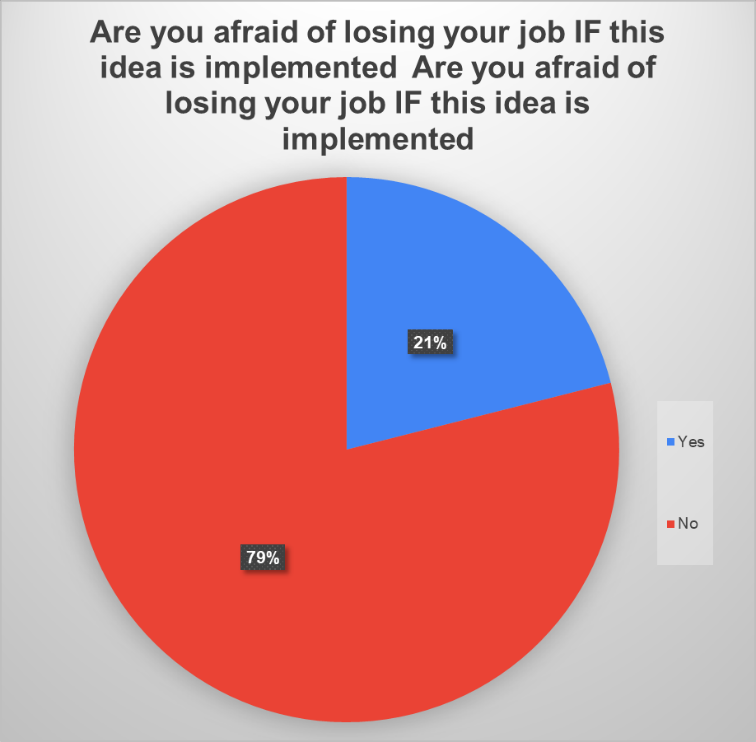 Are you afraid of losing your job IF this
idea is implemented  Are you afraid of
losing your job IF this idea is
implemented
21%
Yes
No
79%